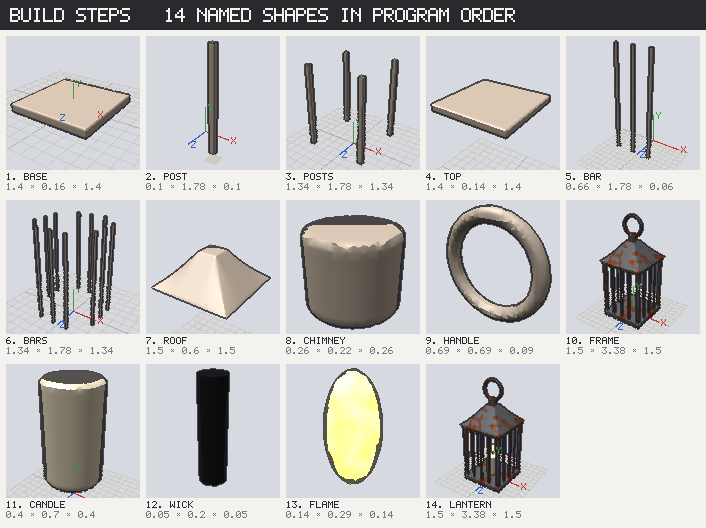 BUILD STEPS 14 NAMED SHAPES IN PROGRAM ORDER
1. BASE
1.4 × 0.16 × 1.4
2. POST
0.1 × 1.78 × 0.1
3. POSTS
1.34 × 1.78 × 1.34
4. TOP
1.4 × 0.14 × 1.4
5. BAR
0.66 × 1.78 × 0.06
6. BARS
1.34 × 1.78 × 1.34
7. ROOF
1.5 × 0.6 × 1.5
8. CHIMNEY
0.26 × 0.22 × 0.26
9. HANDLE
0.69 × 0.69 × 0.09
10. FRAME
1.5 × 3.38 × 1.5
11. CANDLE
0.4 × 0.7 × 0.4
12. WICK
0.05 × 0.2 × 0.05
13. FLAME
0.14 × 0.29 × 0.14
14. LANTERN
1.5 × 3.38 × 1.5